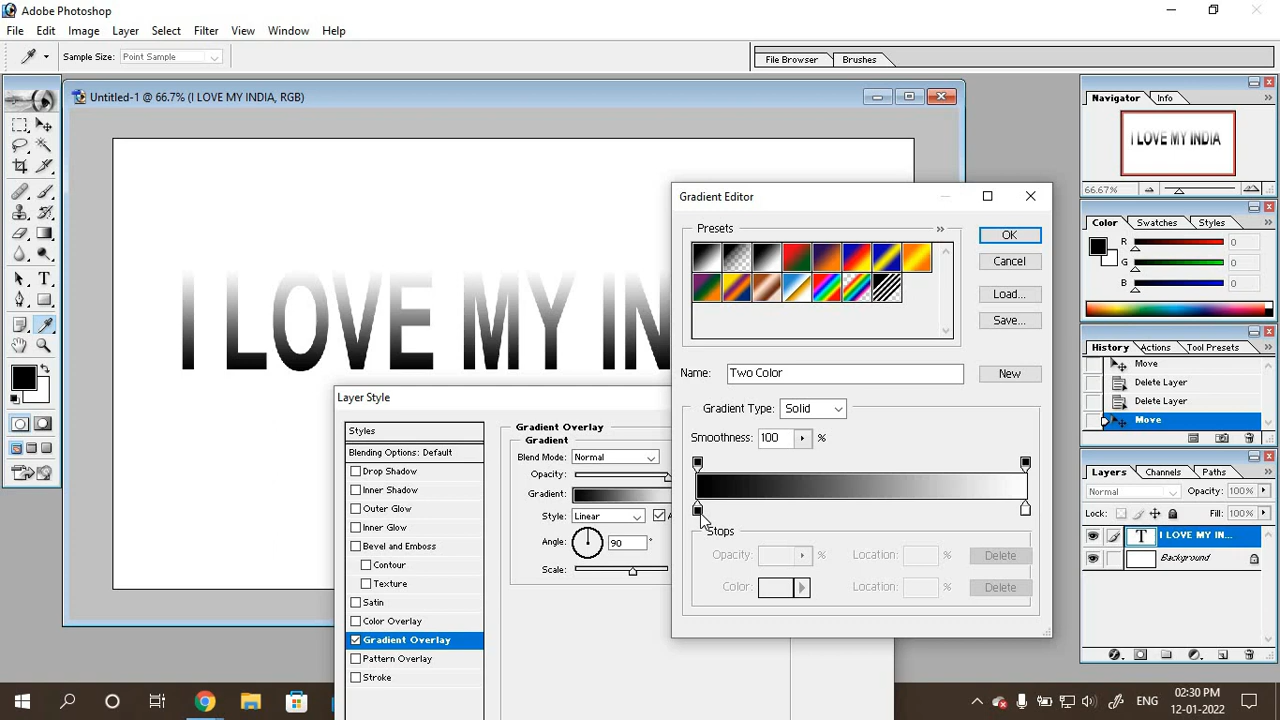 Adobe Photoshop
File Edit Image Layer Select Filter View Window Help
Sample Size: Point Sample
File Browser Brushes
Untitled-1 @ 66.7% (I LOVE MY INDIA, RGB)
I LOVE MY IN
Navigator Info
I LOVE MY INDIA
66.67%
Color Swatches Styles
R 0
G 0
B 0
History Actions Tool Presets
Move
Delete Layer
Delete Layer
Move
Layers Channels Paths
Normal Opacity: 100%
Lock: Fill: 100%
T I LOVE MY IN...
Background
Gradient Editor
Presets
OK
Cancel
Load...
Save...
Name: Two Color New
Gradient Type: Solid
Smoothness: 100 %
Stops
Opacity: % Location: % Delete
Color: Location: % Delete
Layer Style
Styles
Blending Options: Default
Drop Shadow
Inner Shadow
Outer Glow
Inner Glow
Bevel and Emboss
Contour
Texture
Satin
Color Overlay
Gradient Overlay
Pattern Overlay
Stroke
Gradient Overlay
Gradient
Blend Mode: Normal
Opacity:
Gradient:
Style: Linear A
Angle: 90 °
Scale:
ENG 02:30 PM
12-01-2022